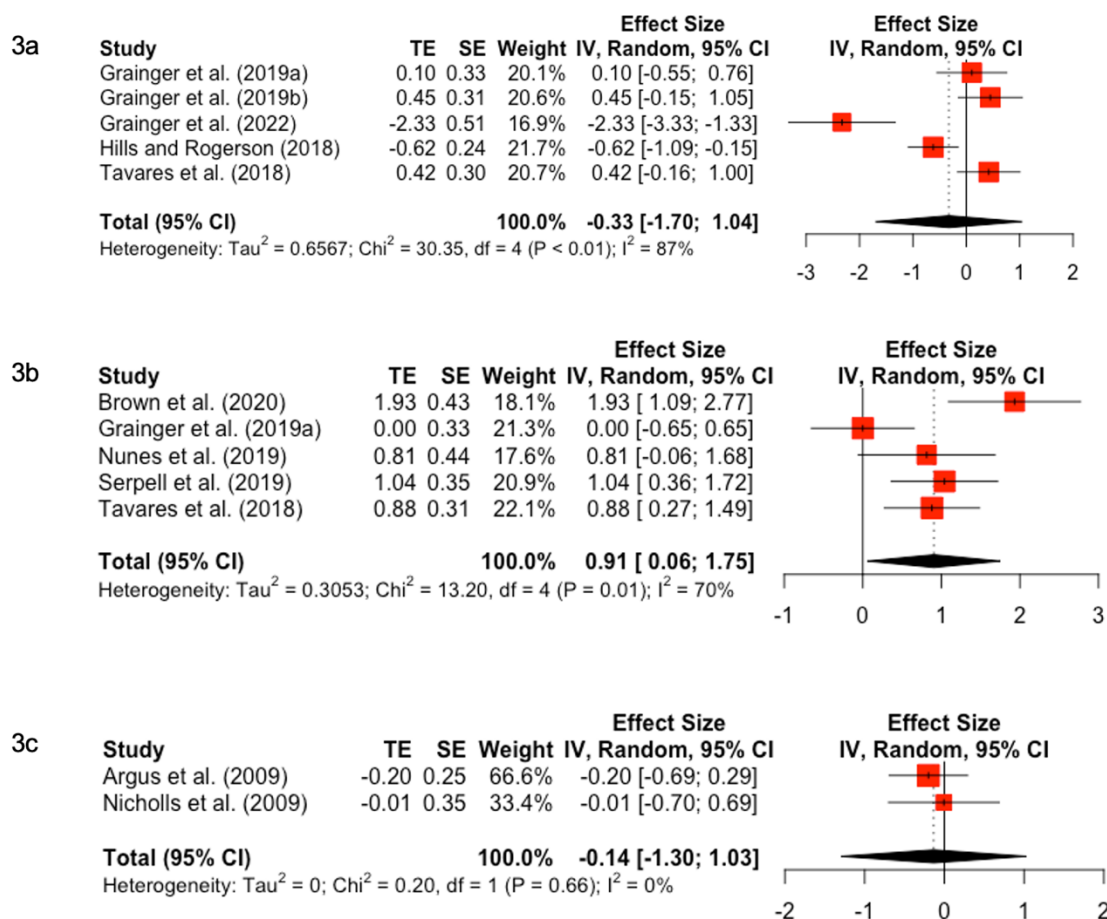 3a
Effect Size Effect Size
Study TE SE Weight IV, Random, 95% CI IV, Random, 95% CI
Grainger et al. (2019a) 0.10 0.33 20.1% 0.10 [-0.55; 0.76]
Grainger et al. (2019b) 0.45 0.31 20.6% 0.45 [-0.15; 1.05]
Grainger et al. (2022) -2.33 0.51 16.9% -2.33 [-3.33; -1.33]
Hills and Rogerson (2018) -0.62 0.24 21.7% -0.62 [-1.09; -0.15]
Tavares et al. (2018) 0.42 0.30 20.7% 0.42 [-0.16; 1.00]
Total (95% CI) 100.0% -0.33 [-1.70; 1.04]
Heterogeneity: Tau² = 0.6567; Chi² = 30.35, df = 4 (P < 0.01); I² = 87%
-3 -2 -1 0 1 2
3b
Effect Size Effect Size
Study TE SE Weight IV, Random, 95% CI IV, Random, 95% CI
Brown et al. (2020) 1.93 0.43 18.1% 1.93 [ 1.09; 2.77]
Grainger et al. (2019a) 0.00 0.33 21.3% 0.00 [-0.65; 0.65]
Nunes et al. (2019) 0.81 0.44 17.6% 0.81 [-0.06; 1.68]
Serpell et al. (2019) 1.04 0.35 20.9% 1.04 [ 0.36; 1.72]
Tavares et al. (2018) 0.88 0.31 22.1% 0.88 [ 0.27; 1.49]
Total (95% CI) 100.0% 0.91 [ 0.06; 1.75]
Heterogeneity: Tau² = 0.3053; Chi² = 13.20, df = 4 (P = 0.01); I² = 70%
-1 0 1 2 3
3c
Effect Size Effect Size
Study TE SE Weight IV, Random, 95% CI IV, Random, 95% CI
Argus et al. (2009) -0.20 0.25 66.6% -0.20 [-0.69; 0.29]
Nicholls et al. (2009) -0.01 0.35 33.4% -0.01 [-0.70; 0.69]
Total (95% CI) 100.0% -0.14 [-1.30; 1.03]
Heterogeneity: Tau² = 0; Chi² = 0.20, df = 1 (P = 0.66); I² = 0%
-2 -1 0 1 2